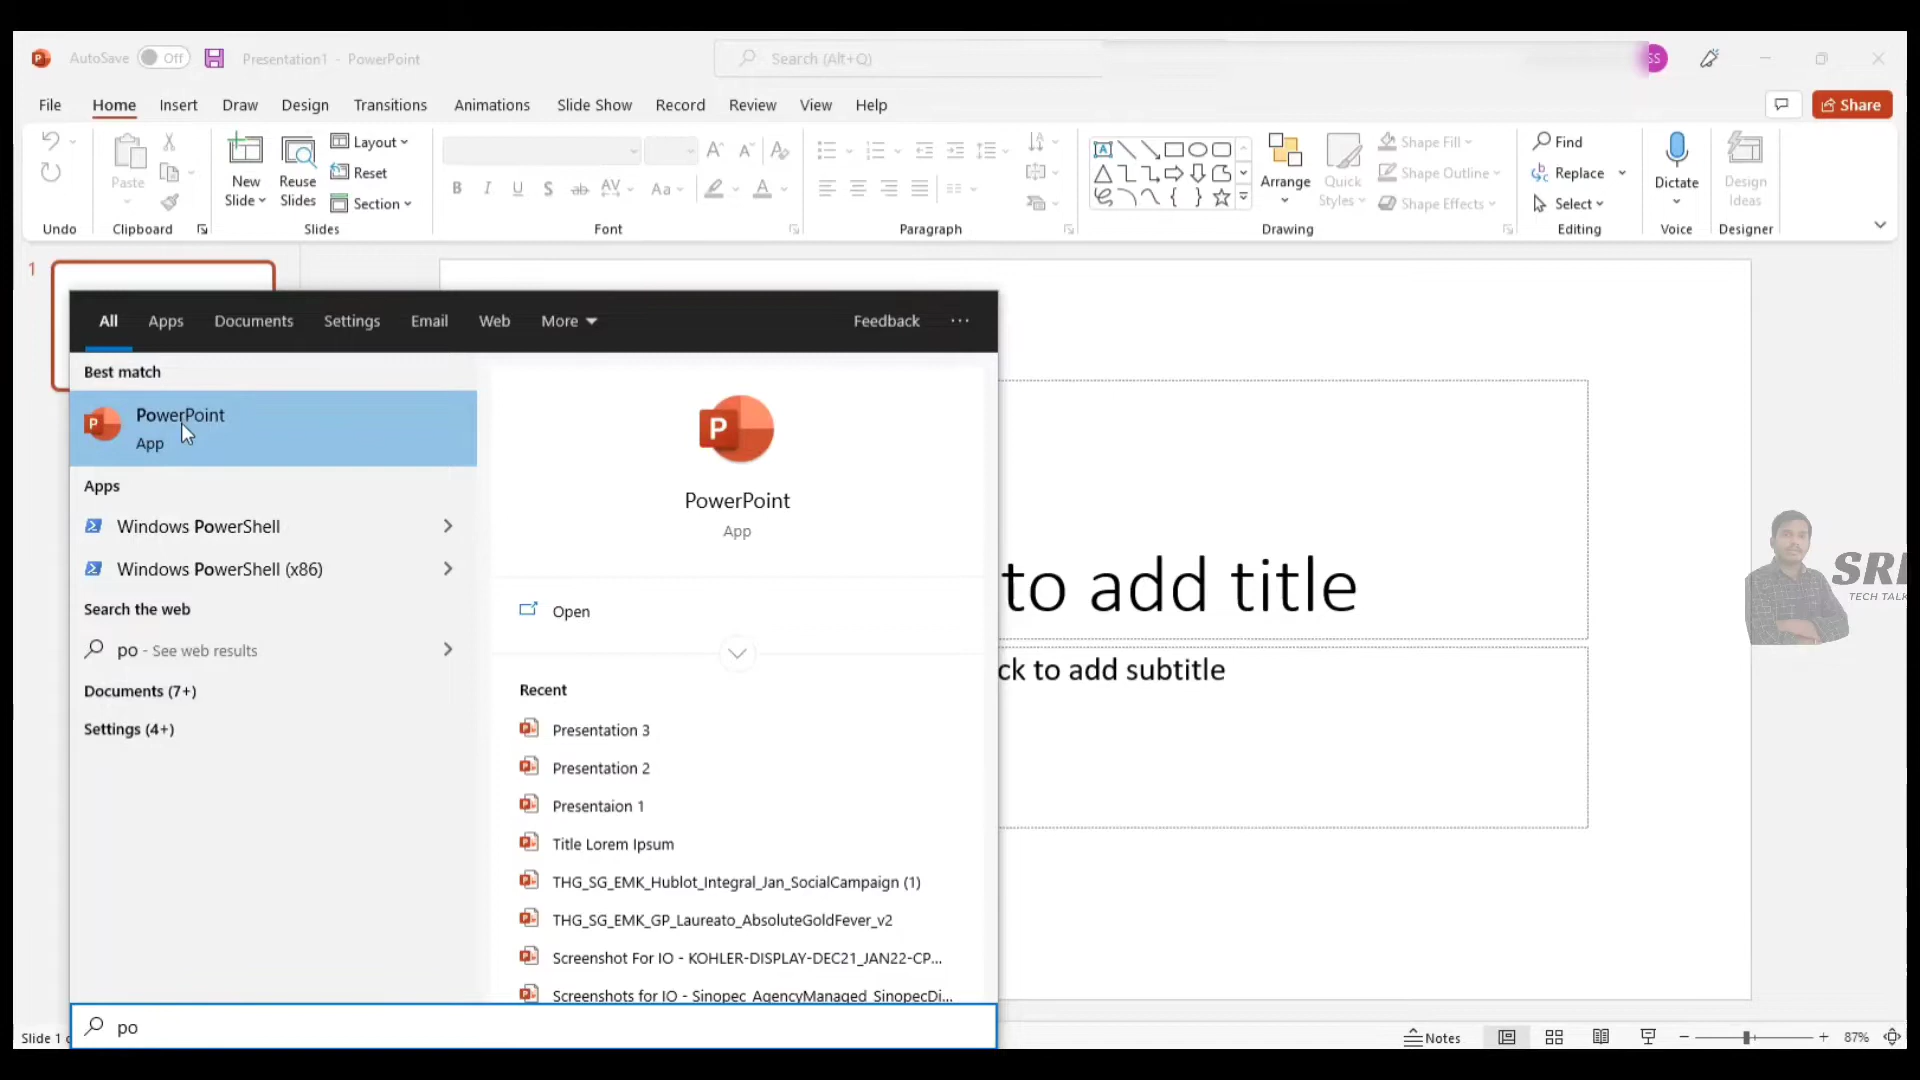 AutoSave Off Presentation1 - PowerPoint Search (Alt+Q) SS
File Home Insert Draw Design Transitions Animations Slide Show Record Review View Help Share
Paste
New Slide
Reuse Slides
Layout
Reset
Section
Arrange
Quick Styles
Shape Fill
Shape Outline
Shape Effects
Find
Replace
Select
Dictate
Design Ideas
Undo Clipboard Slides Font Paragraph Drawing Editing Voice Designer
1
All Apps Documents Settings Email Web More Feedback ...
Best match
PowerPoint
App
Apps
Windows PowerShell
Windows PowerShell (x86)
Search the web
po - See web results
Documents (7+)
Settings (4+)
PowerPoint
App
Open
Recent
Presentation 3
Presentation 2
Presentaion 1
Title Lorem Ipsum
THG_SG_EMK_Hublot_Integral_Jan_SocialCampaign (1)
THG_SG_EMK_GP_Laureato_AbsoluteGoldFever_v2
Screenshot For IO - KOHLER-DISPLAY-DEC21_JAN22-CP...
Screenshots for IO - Sinopec_AgencyManaged_SinopecDi...
po
to add title
ck to add subtitle
SRI
TECH TALK
Slide 1 Notes 87%